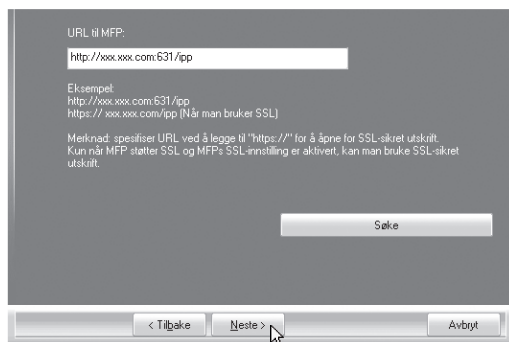 URL til MFP:
http://xxx.xxx.com:631/ipp
Eksempel:
http://xxx.xxx.com:631/ipp
https:// xxx.xxx.com/ipp (Når man bruker SSL)
Merknad: spesifiser URL ved å legge til "https://" for å åpne for SSL-sikret utskrift.
Kun når MFP støtter SSL og MFPs SSL-innstilling er aktivert, kan man bruke SSL-sikret
utskrift.
Søke
< Tilbake
Neste >
Avbryt